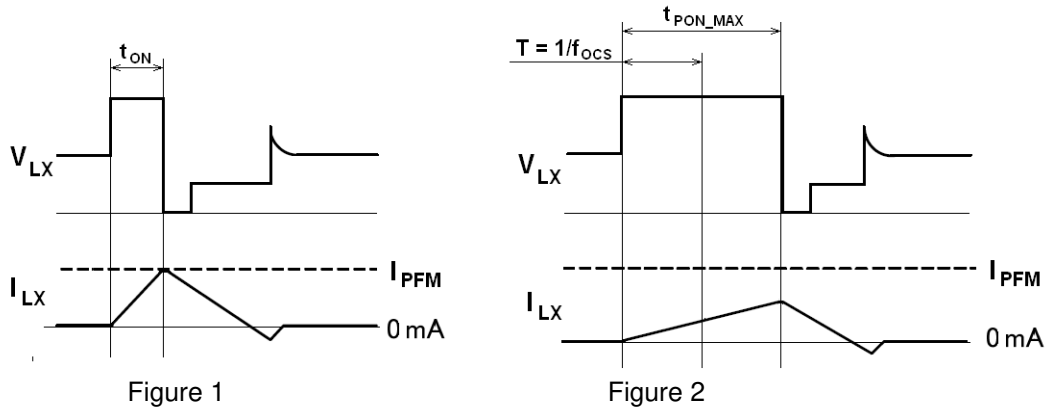 tON
VLX
IPFM
ILX
0 mA
Figure 1
tPON_MAX
T = 1/fOCS
VLX
IPFM
ILX
0 mA
Figure 2